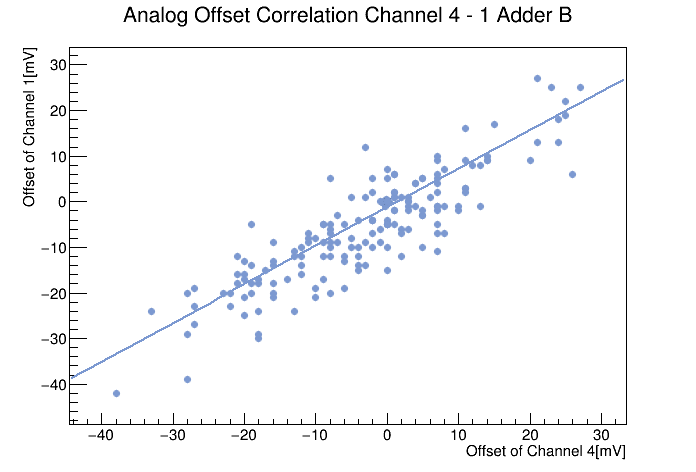 Analog Offset Correlation Channel 4 - 1 Adder B
Offset of Channel 1[mV]
30
20
10
0
−10
−20
−30
−40
−40 −30 −20 −10 0 10 20 30
Offset of Channel 4[mV]